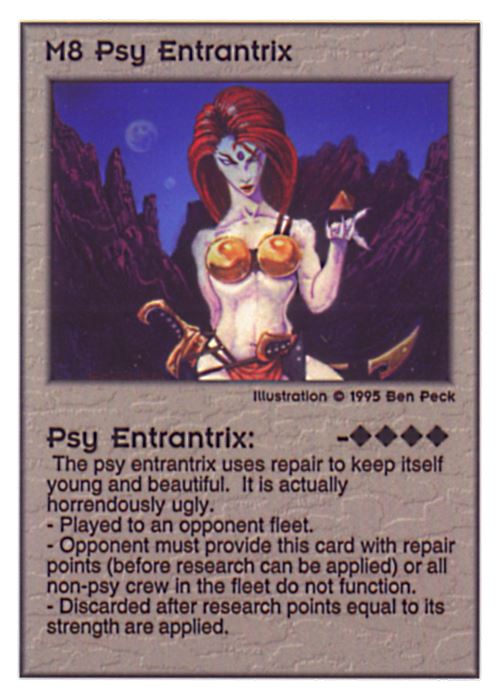 M8 Psy Entrantrix
Illustration © 1995 Ben Peck
Psy Entrantrix: -◆◆◆◆
The psy entrantrix uses repair to keep itself
young and beautiful. It is actually
horrendously ugly.
- Played to an opponent fleet.
- Opponent must provide this card with repair
points (before research can be applied) or all
non-psy crew in the fleet do not function.
- Discarded after research points equal to its
strength are applied.